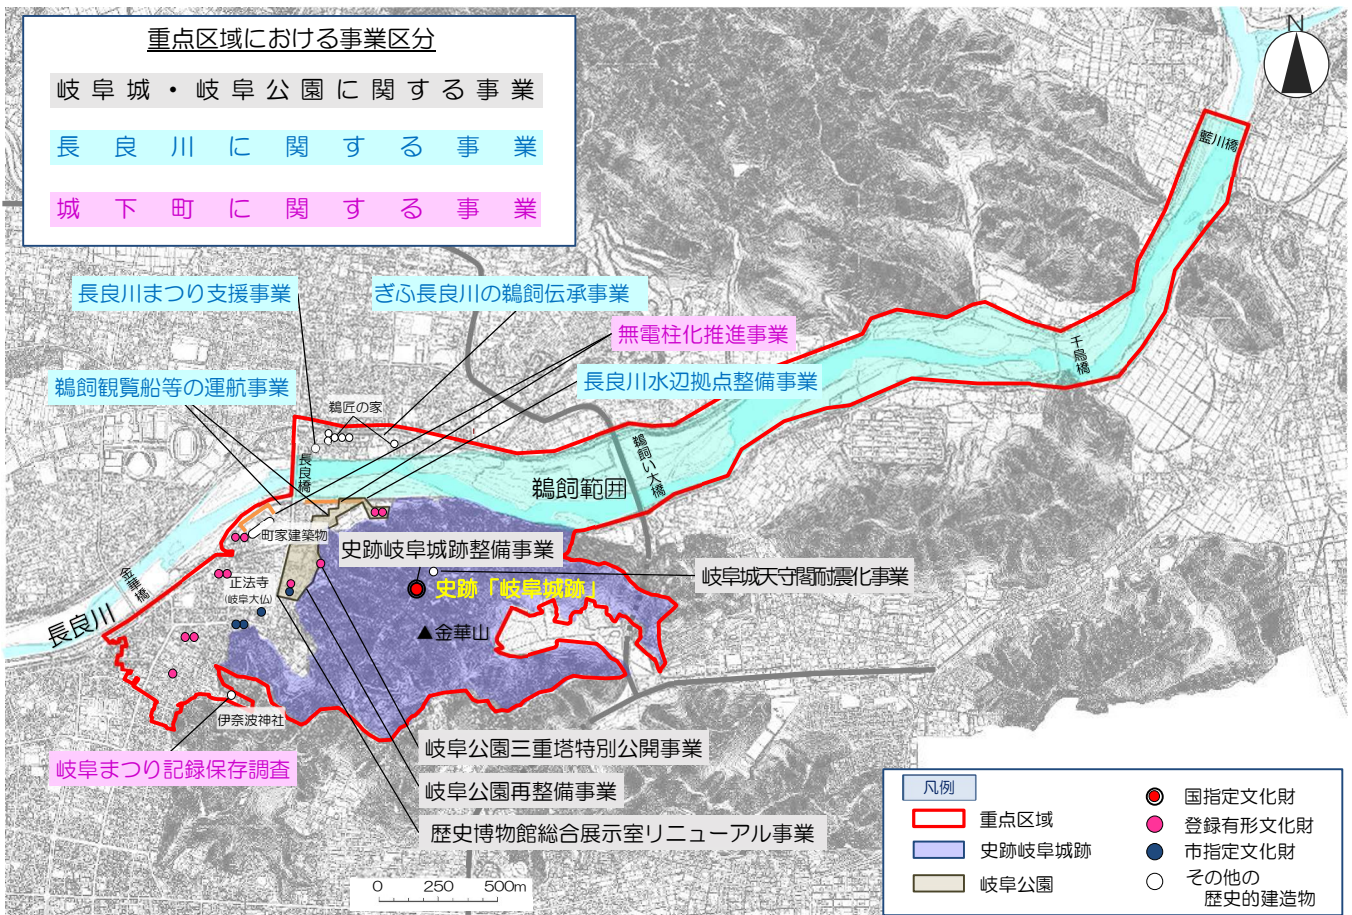 重点区域における事業区分
岐阜城・岐阜公園に関する事業
長良川に関する事業
城下町に関する事業
N
藍川橋
長良川まつり支援事業
ぎふ長良川の鵜飼伝承事業
無電柱化推進事業
鵜飼観覧船等の運航事業
長良川水辺拠点整備事業
千鳥橋
鵜匠の家
長良橋
鵜飼い大橋
鵜飼範囲
町家建築物
史跡岐阜城跡整備事業
岐阜城天守閣耐震化事業
金華橋
正法寺
(岐阜大仏)
史跡「岐阜城跡」
長良川
▲金華山
伊奈波神社
岐阜まつり記録保存調査
岐阜公園三重塔特別公開事業
岐阜公園再整備事業
歴史博物館総合展示室リニューアル事業
0 250 500m
凡例
重点区域
史跡岐阜城跡
岐阜公園
国指定文化財
登録有形文化財
市指定文化財
その他の
歴史的建造物